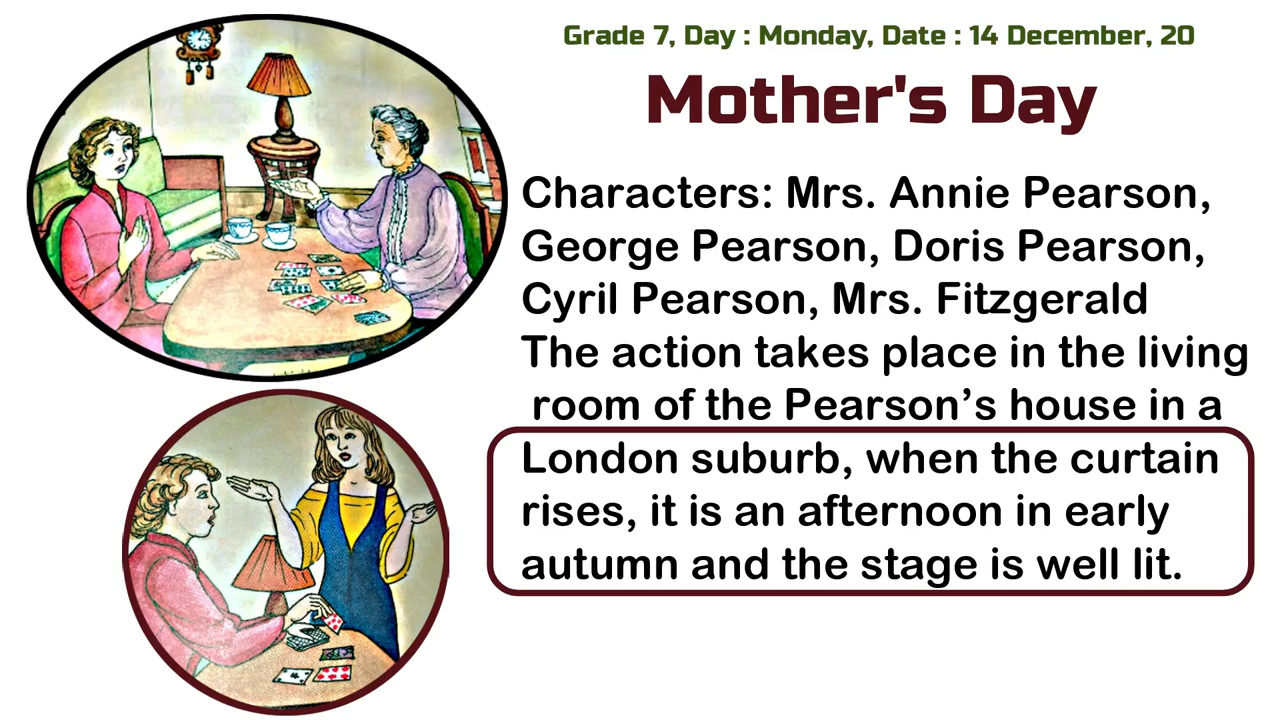 Grade 7, Day : Monday, Date : 14 December, 20
Mother's Day
Characters: Mrs. Annie Pearson,
George Pearson, Doris Pearson,
Cyril Pearson, Mrs. Fitzgerald
The action takes place in the living
room of the Pearson’s house in a
London suburb, when the curtain
rises, it is an afternoon in early
autumn and the stage is well lit.